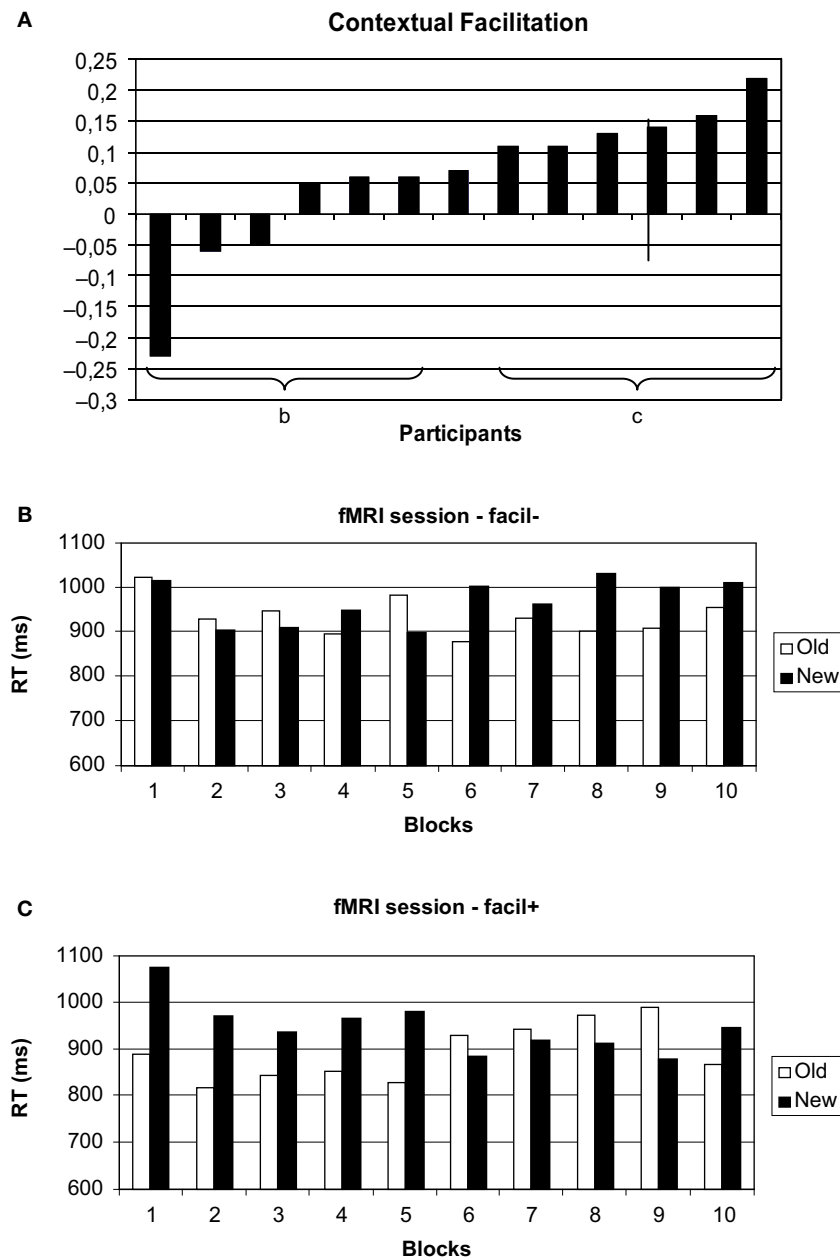 A
Contextual Facilitation
0,25
0,2
0,15
0,1
0,05
0
–0,05
–0,1
–0,15
–0,2
–0,25
–0,3
b
c
Participants
B
fMRI session - facil-
1100
1000
900
800
700
600
RT (ms)
1 2 3 4 5 6 7 8 9 10
Blocks
Old
New
C
fMRI session - facil+
1100
1000
900
800
700
600
RT (ms)
1 2 3 4 5 6 7 8 9 10
Blocks
Old
New